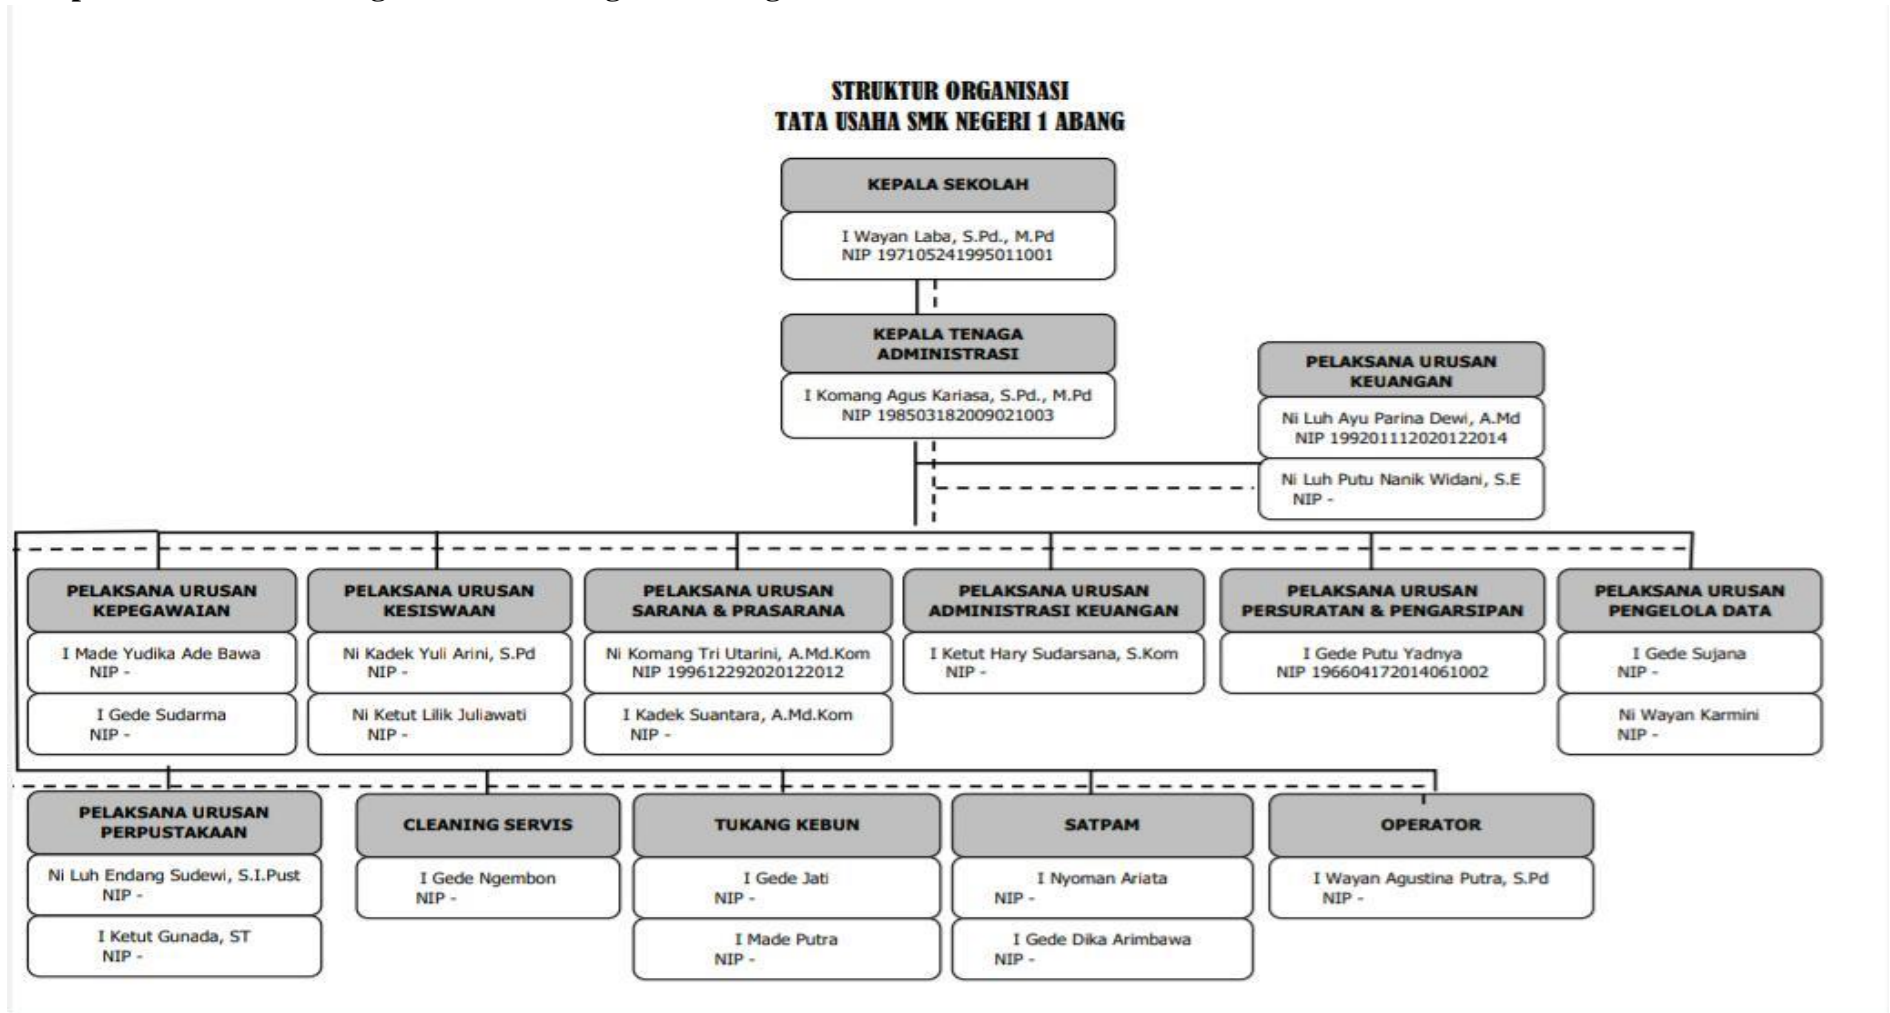 STRUKTUR ORGANISASI
TATA USAHA SMK NEGERI 1 ABANG
KEPALA SEKOLAH
I Wayan Laba, S.Pd., M.Pd
NIP 197105241995011001
KEPALA TENAGA
ADMINISTRASI
I Komang Agus Kariasa, S.Pd., M.Pd
NIP 198503182009021003
PELAKSANA URUSAN
KEUANGAN
Ni Luh Ayu Parina Dewi, A.Md
NIP 199201112020122014
Ni Luh Putu Nanik Widani, S.E
NIP -
PELAKSANA URUSAN
KEPEGAWAIAN
I Made Yudika Ade Bawa
NIP -
I Gede Sudarma
NIP -
PELAKSANA URUSAN
KESISWAAN
Ni Kadek Yuli Arini, S.Pd
NIP -
Ni Ketut Lilik Juliawati
NIP -
PELAKSANA URUSAN
SARANA & PRASARANA
Ni Komang Tri Utarini, A.Md.Kom
NIP 199612292020122012
I Kadek Suantara, A.Md.Kom
NIP -
PELAKSANA URUSAN
ADMINISTRASI KEUANGAN
I Ketut Hary Sudarsana, S.Kom
NIP -
PELAKSANA URUSAN
PERSURATAN & PENGARSIPAN
I Gede Putu Yadnya
NIP 196604172014061002
PELAKSANA URUSAN
PENGELOLA DATA
I Gede Sujana
NIP -
Ni Wayan Karmini
NIP -
PELAKSANA URUSAN
PERPUSTAKAAN
Ni Luh Endang Sudewi, S.I.Pust
NIP -
I Ketut Gunada, ST
NIP -
CLEANING SERVIS
I Gede Ngembon
NIP -
TUKANG KEBUN
I Gede Jati
NIP -
I Made Putra
NIP -
SATPAM
I Nyoman Ariata
NIP -
I Gede Dika Arimbawa
NIP -
OPERATOR
I Wayan Agustina Putra, S.Pd
NIP -